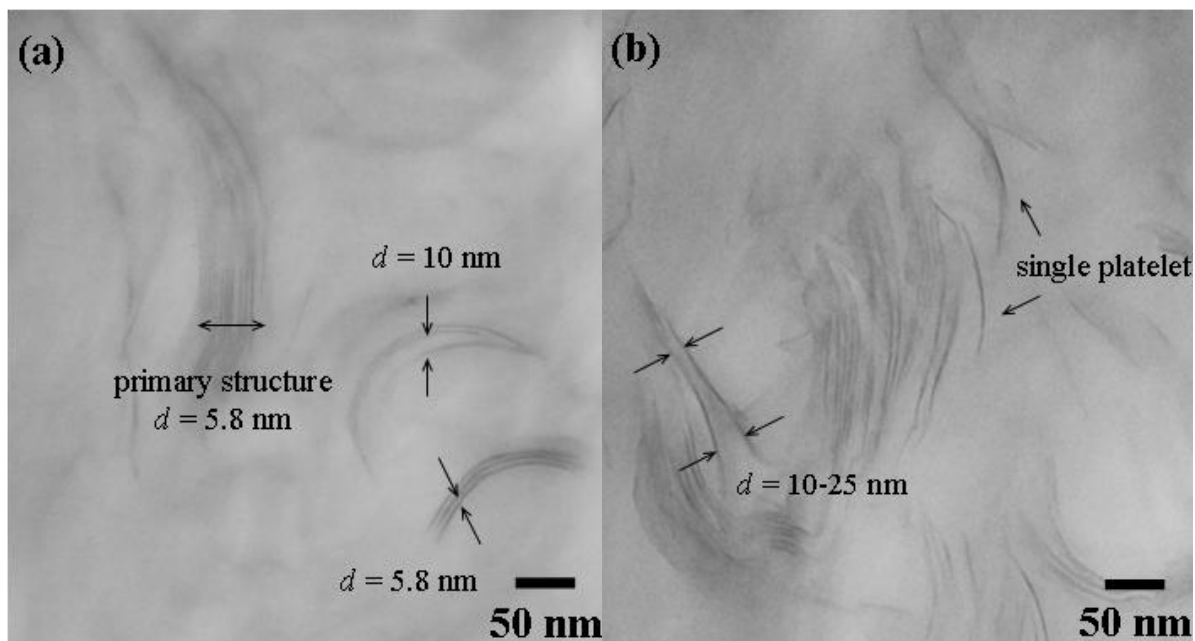 (a)
d = 10 nm
primary structure
d = 5.8 nm
d = 5.8 nm
50 nm
(b)
single platelet
d = 10-25 nm
50 nm